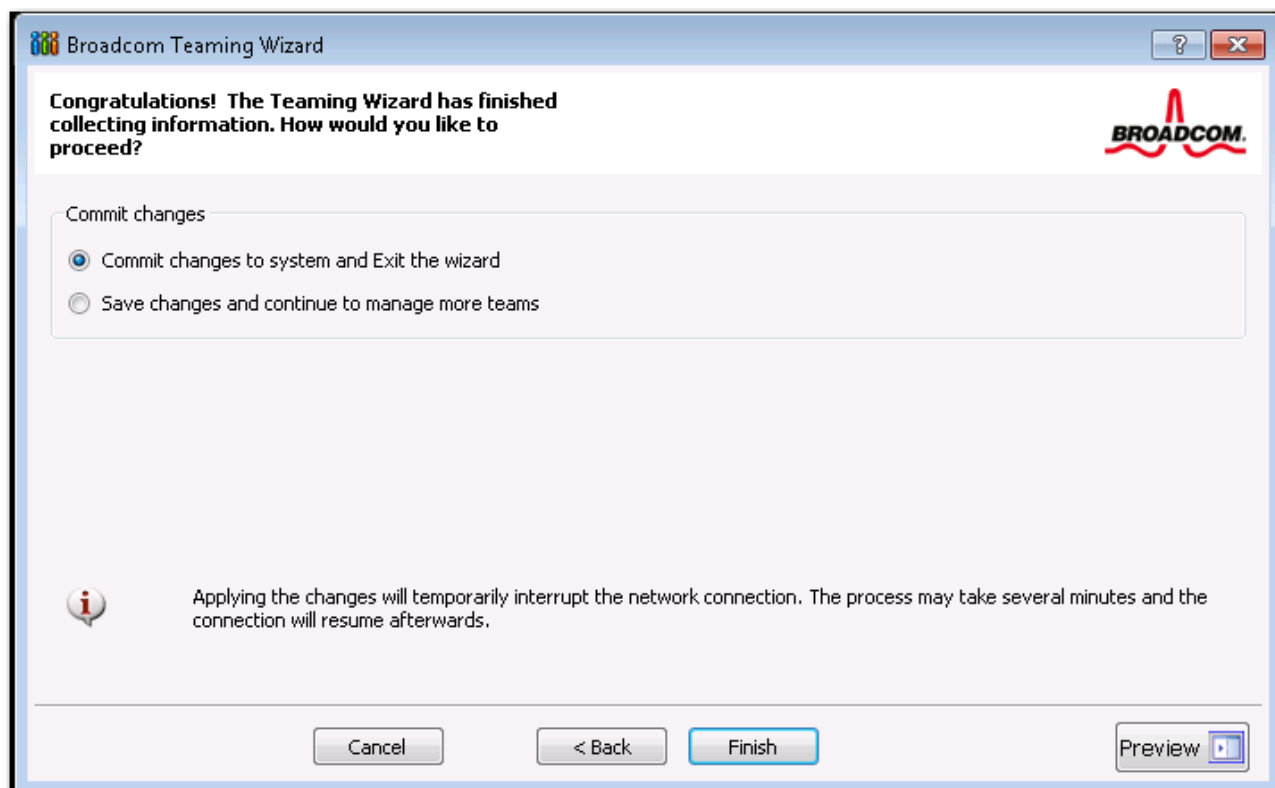 Broadcom Teaming Wizard
Congratulations! The Teaming Wizard has finished
collecting information. How would you like to
proceed?
BROADCOM.
Commit changes
Commit changes to system and Exit the wizard
Save changes and continue to manage more teams
Applying the changes will temporarily interrupt the network connection. The process may take several minutes and the
connection will resume afterwards.
Cancel
< Back
Finish
Preview